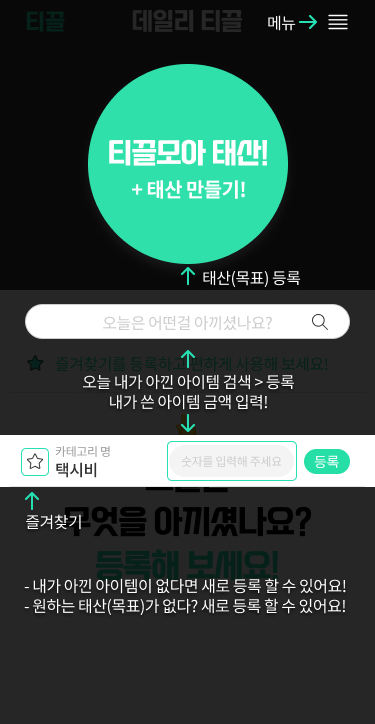 티끌
데일리 티끌
메뉴
티끌모아 태산!
+ 태산 만들기!
태산(목표) 등록
오늘은 어떤걸 아끼셨나요?
즐겨찾기를 등록하고 편하게 사용해 보세요!
오늘 내가 아낀 아이템 검색 > 등록
내가 쓴 아이템 금액 입력!
카테고리 명
택시비
숫자를 입력해 주세요
등록
즐겨찾기
무엇을 아끼셨나요?
등록해 보세요!
- 내가 아낀 아이템이 없다면 새로 등록 할 수 있어요!
- 원하는 태산(목표)가 없다? 새로 등록 할 수 있어요!